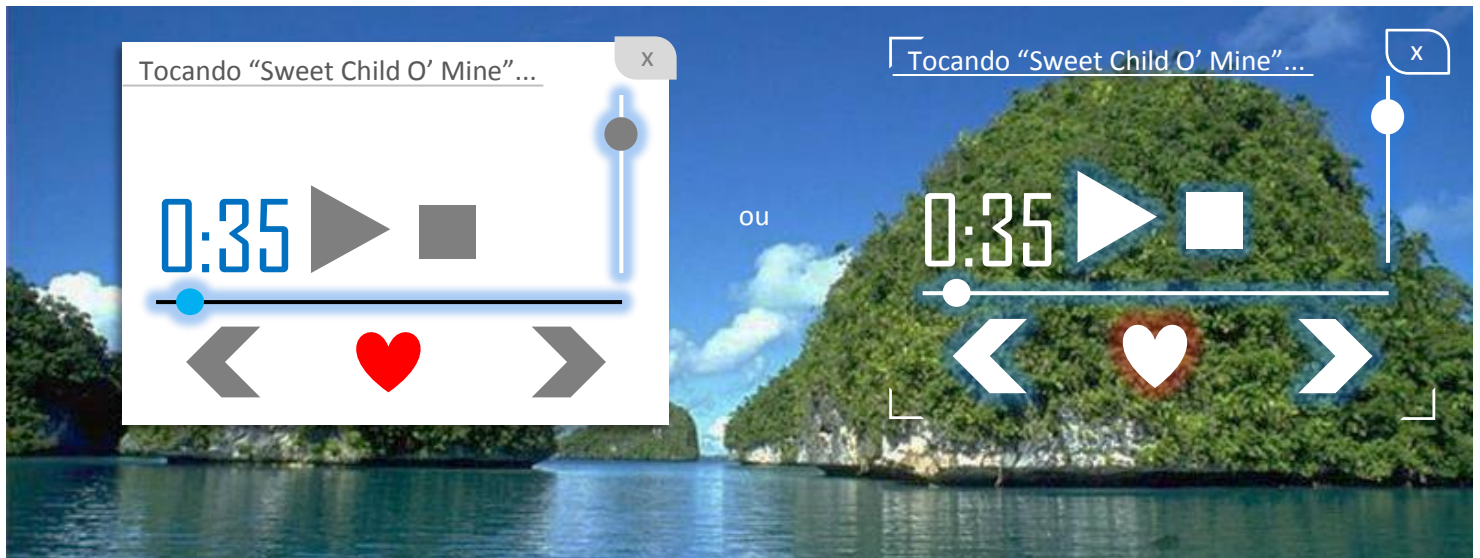 Tocando “Sweet Child O’ Mine”...
x
0:35
ou
Tocando “Sweet Child O’ Mine”...
x
0:35